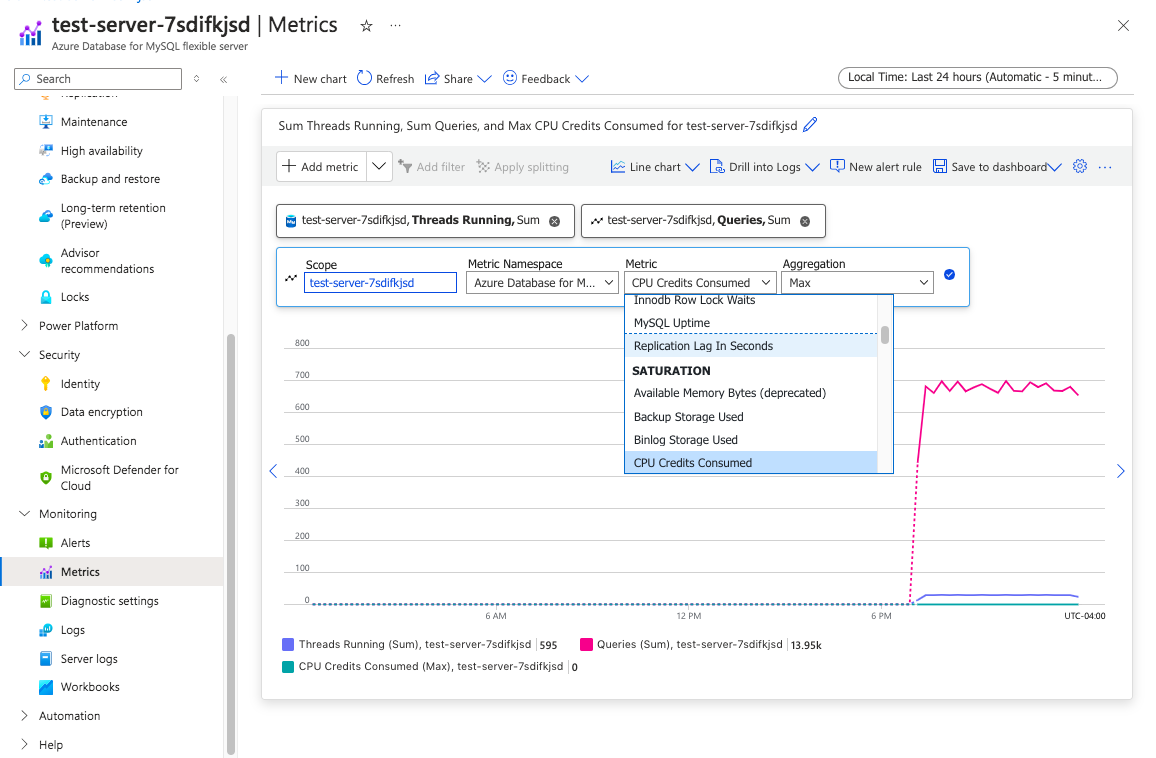 test-server-7sdifkjsd | Metrics
Azure Database for MySQL flexible server
Search
Replication
Maintenance
High availability
Backup and restore
Long-term retention
(Preview)
Advisor
recommendations
Locks
Power Platform
Security
Identity
Data encryption
Authentication
Microsoft Defender for
Cloud
Monitoring
Alerts
Metrics
Diagnostic settings
Logs
Server logs
Workbooks
Automation
Help
New chart
Refresh
Share
Feedback
Local Time: Last 24 hours (Automatic - 5 minut...
Sum Threads Running, Sum Queries, and Max CPU Credits Consumed for test-server-7sdifkjsd
Add metric
Add filter
Apply splitting
Line chart
Drill into Logs
New alert rule
Save to dashboard
test-server-7sdifkjsd, Threads Running, Sum
test-server-7sdifkjsd, Queries, Sum
Scope
test-server-7sdifkjsd
Metric Namespace
Azure Database for M...
Metric
CPU Credits Consumed
Aggregation
Max
Innodb Row Lock Waits
MySQL Uptime
Replication Lag In Seconds
SATURATION
Available Memory Bytes (deprecated)
Backup Storage Used
Binlog Storage Used
CPU Credits Consumed
800
700
600
500
400
300
200
100
0
6 AM
12 PM
6 PM
UTC-04:00
Threads Running (Sum), test-server-7sdifkjsd | 595
Queries (Sum), test-server-7sdifkjsd | 13.95k
CPU Credits Consumed (Max), test-server-7sdifkjsd | 0